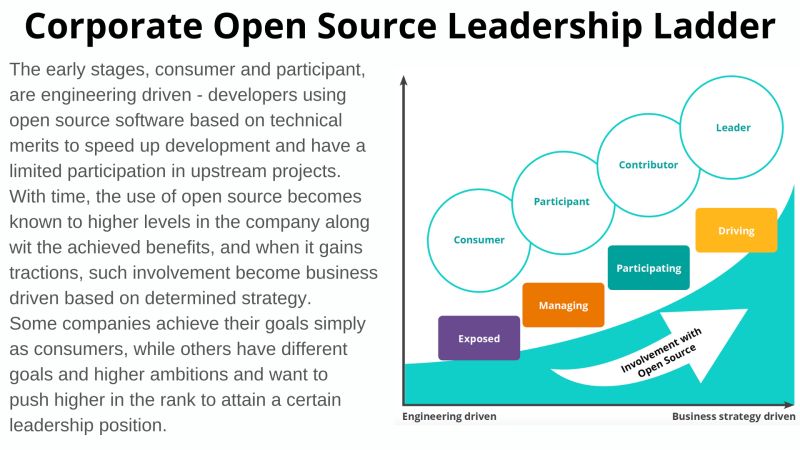 Corporate Open Source Leadership Ladder
The early stages, consumer and participant,
are engineering driven - developers using
open source software based on technical
merits to speed up development and have a
limited participation in upstream projects.
With time, the use of open source becomes
known to higher levels in the company along
wit the achieved benefits, and when it gains
tractions, such involvement become business
driven based on determined strategy.
Some companies achieve their goals simply
as consumers, while others have different
goals and higher ambitions and want to
push higher in the rank to attain a certain
leadership position.
Leader
Contributor
Participant
Consumer
Driving
Participating
Managing
Exposed
Involvement with
Open Source
Engineering driven
Business strategy driven